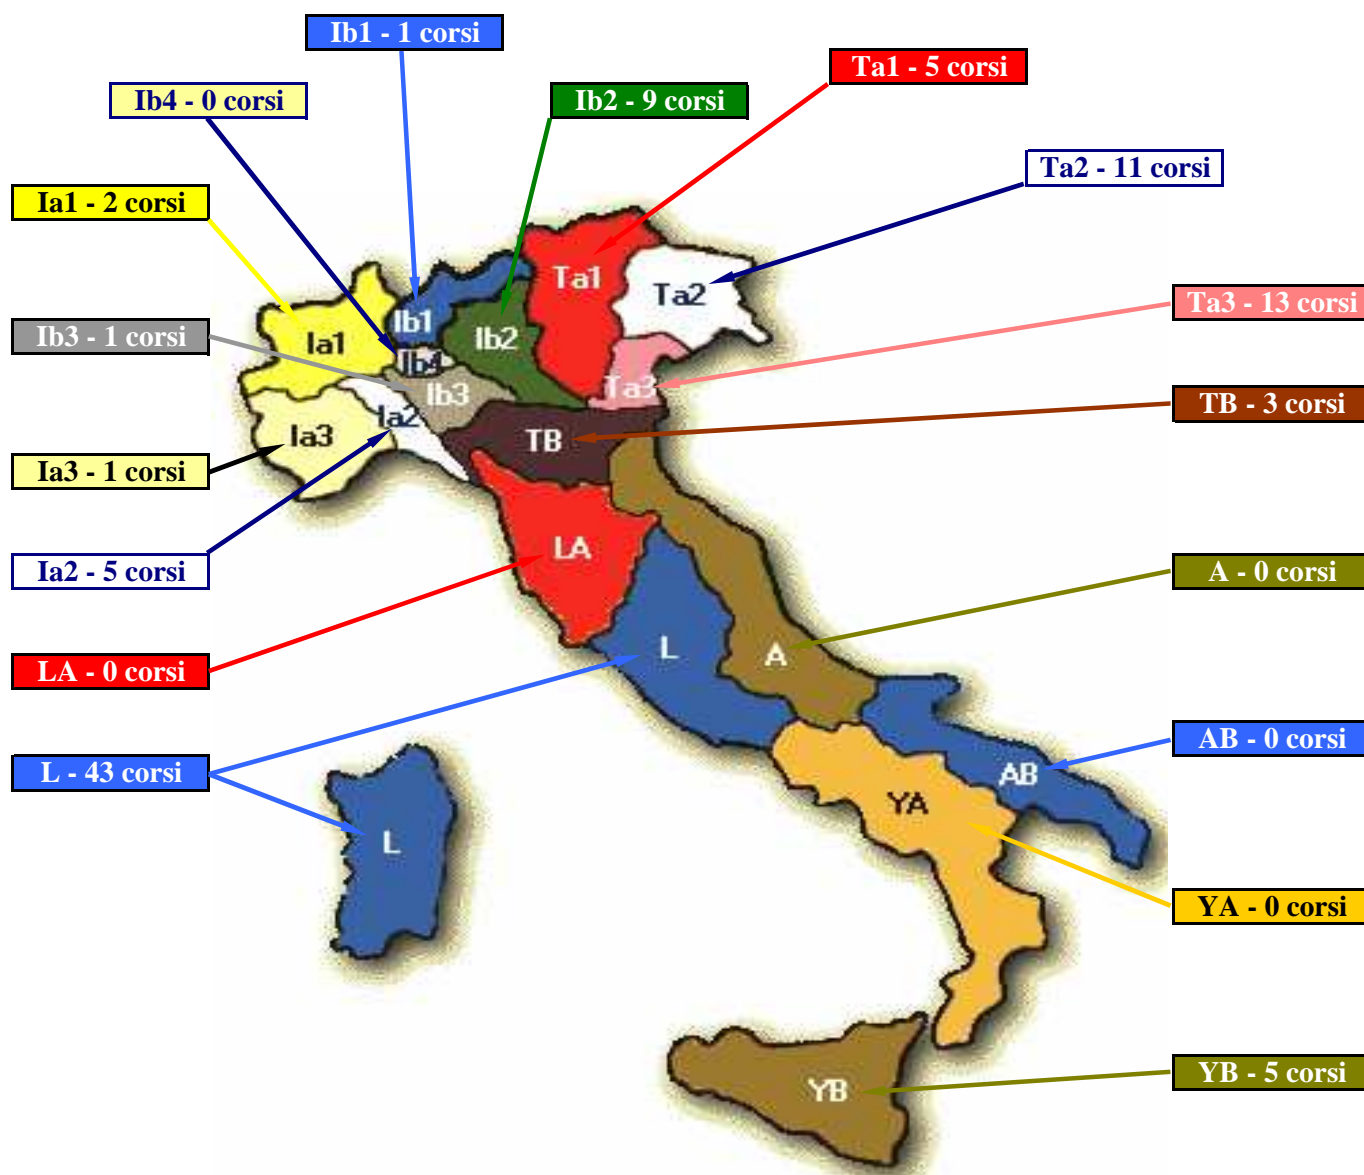 Ib1 - 1 corsi
Ta1 - 5 corsi
Ib4 - 0 corsi
Ib2 - 9 corsi
Ta2 - 11 corsi
Ia1 - 2 corsi
Ta3 - 13 corsi
Ib3 - 1 corsi
TB - 3 corsi
Ia3 - 1 corsi
Ia2 - 5 corsi
A - 0 corsi
LA - 0 corsi
AB - 0 corsi
L - 43 corsi
YA - 0 corsi
YB - 5 corsi
Ta1
Ta2
Ib1
Ib2
Ia1
Ib4
Ta3
Ib3
Ia2
Ia3
TB
LA
L
A
AB
YA
L
YB